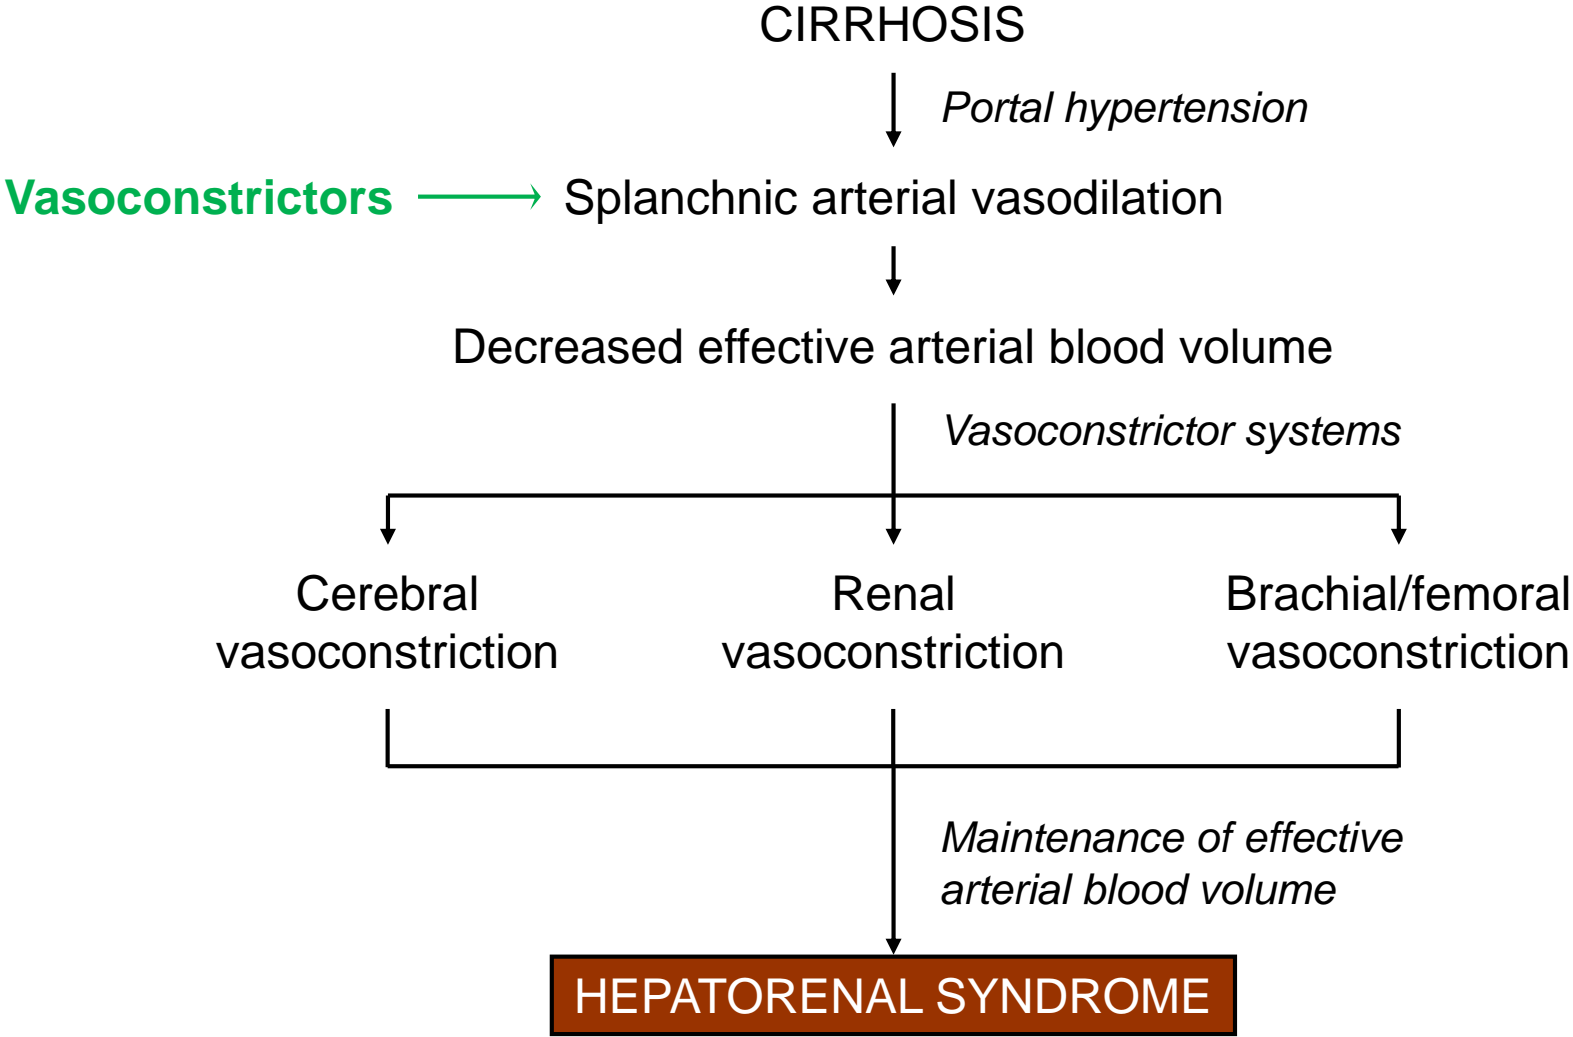 CIRRHOSIS
Portal hypertension
Vasoconstrictors
Splanchnic arterial vasodilation
Decreased effective arterial blood volume
Vasoconstrictor systems
Cerebral
vasoconstriction
Renal
vasoconstriction
Brachial/femoral
vasoconstriction
Maintenance of effective
arterial blood volume
HEPATORENAL SYNDROME